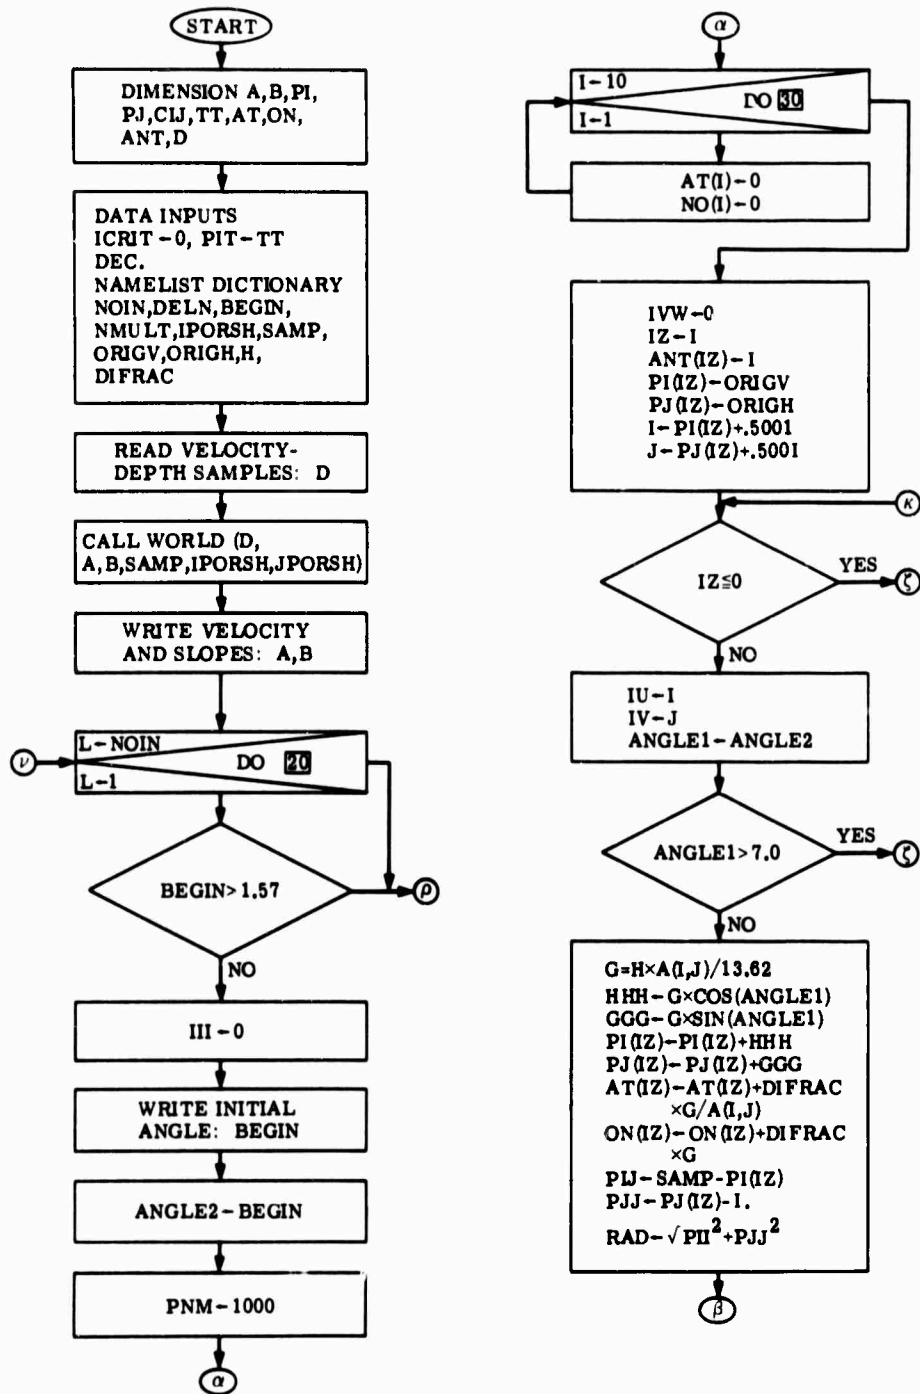 START
DIMENSION A,B,PI,
PJ,CIJ,TT,AT,ON,
ANT,D
DATA INPUTS
ICRIT-0, PIT-TT
DEC.
NAMELIST DICTIONARY
NOIN,DELN,BEGIN,
NMULT,IPORSH,SAMP,
ORIGV,ORIGH,H,
DIFRAC
READ VELOCITY-
DEPTH SAMPLES: D
CALL WORLD (D,
A,B,SAMP,IPORSH,JPORSH)
WRITE VELOCITY
AND SLOPES: A,B
L-NOIN
ν
DO 20
L-1
BEGIN>1.57
ρ
NO
III-0
WRITE INITIAL
ANGLE: BEGIN
ANGLE2-BEGIN
PNM-1000
α
α
I-10
DO 30
I-1
AT(I)-0
NO(I)-0
IVW-0
IZ-I
ANT(IZ)-I
PI(IZ)-ORIGV
PJ(IZ)-ORIGH
I-PI(IZ)+.5001
J-PJ(IZ)+.500I
κ
IZ≦0
YES
ζ
NO
IU-I
IV-J
ANGLE1-ANGLE2
ANGLE1>7.0
YES
ζ
NO
G=H×A(I,J)/13.62
HHH-G×COS(ANGLE1)
GGG-G×SIN(ANGLE1)
PI(IZ)-PI(IZ)+HHH
PJ(IZ)-PJ(IZ)+GGG
AT(IZ)-AT(IZ)+DIFRAC
×G/A(I,J)
ON(IZ)-ON(IZ)+DIFRAC
×G
PIJ-SAMP-PI(IZ)
PJJ-PJ(IZ)-I.
RAD-√PII²+PJJ²
β